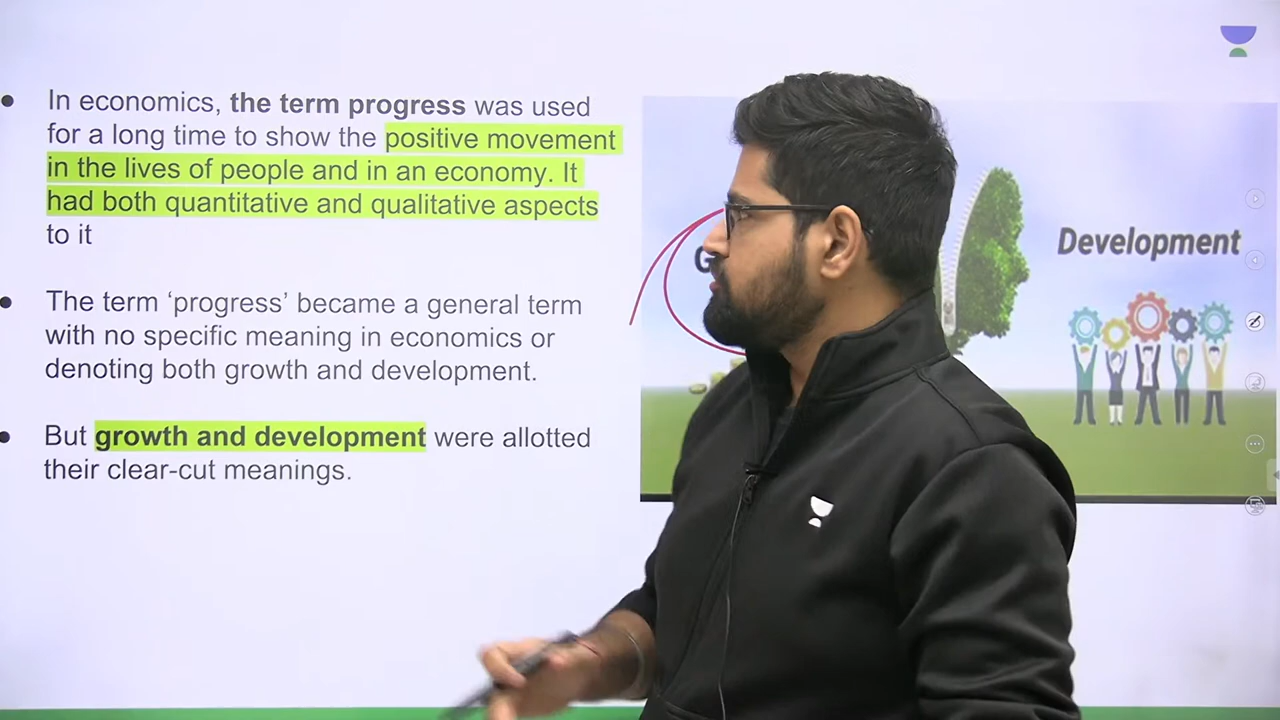 In economics, the term progress was used
for a long time to show the positive movement
in the lives of people and in an economy. It
had both quantitative and qualitative aspects
to it
The term ‘progress’ became a general term
with no specific meaning in economics or
denoting both growth and development.
But growth and development were allotted
their clear-cut meanings.
Development